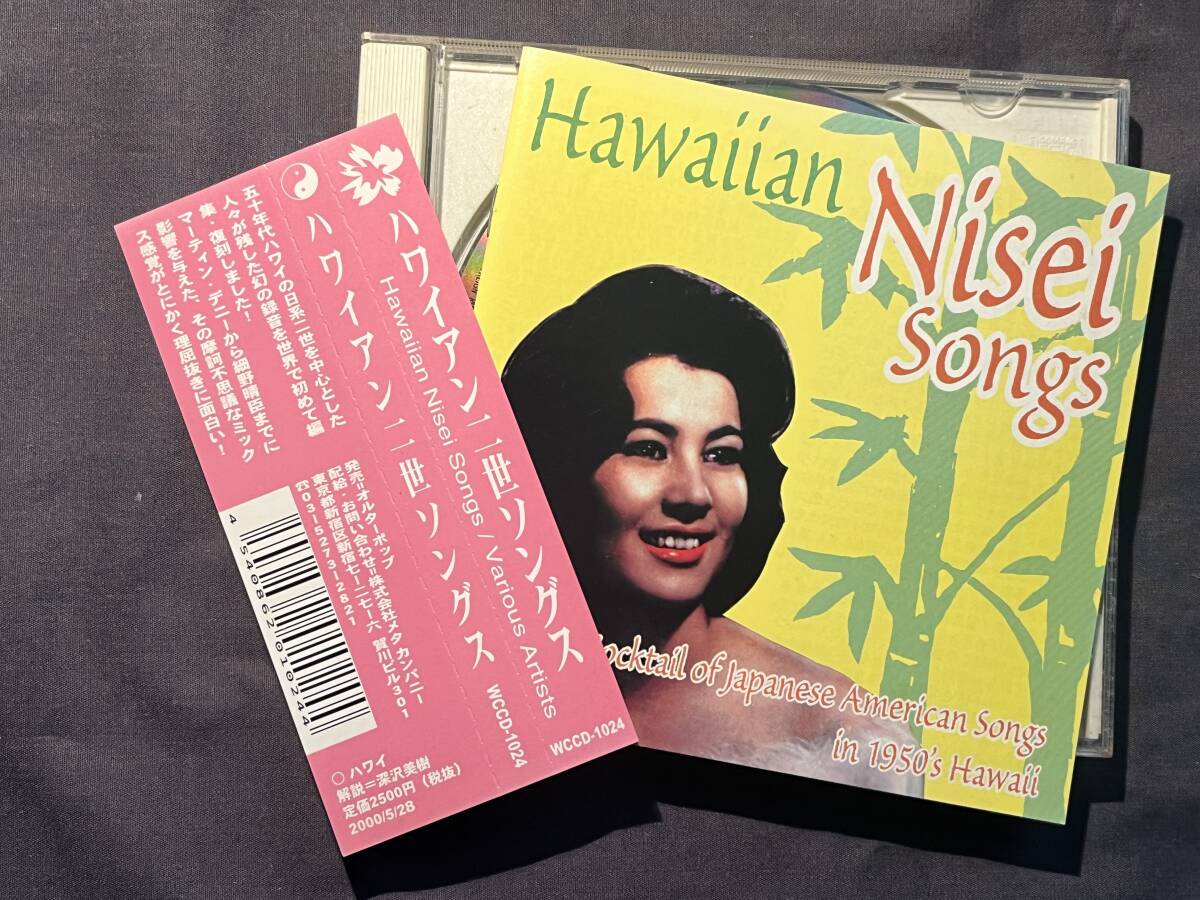 Hawaiian
Nisei
Songs
Cocktail of Japanese American Songs
in 1950's Hawaii
ハワイアン二世ソングス
Hawaiian Nisei Songs / Various Artists
WCCD-1024
ハワイアン二世ソングス
WCCD-1024
五十年代ハワイの日系二世を中心とした
人々が残した幻の録音を世界で初めて編
集・復刻しました!
マーティン・デニーから細野晴臣までに
影響を与えた、その摩訶不思議なミック
ス感覚がとにかく理屈抜きに面白い!
発売=オルターポップ
配給・お問い合わせ=株式会社メタ カンパニー
東京都新宿区新宿七-二七-六 賀川ビル301
☎03-5273-2821
4 540862 010244
○ ハワイ
解説=深沢美樹
定価2500円(税抜)
2000/5/28